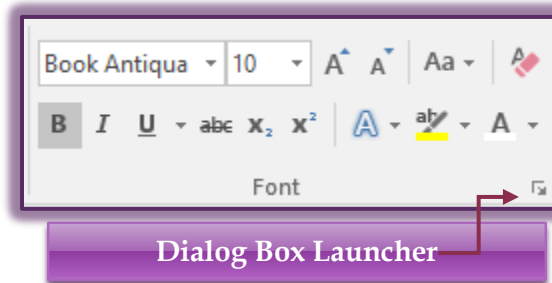 Book Antiqua 10 A A Aa A
B I U abc X₂ X² A ab A
Font
Dialog Box Launcher